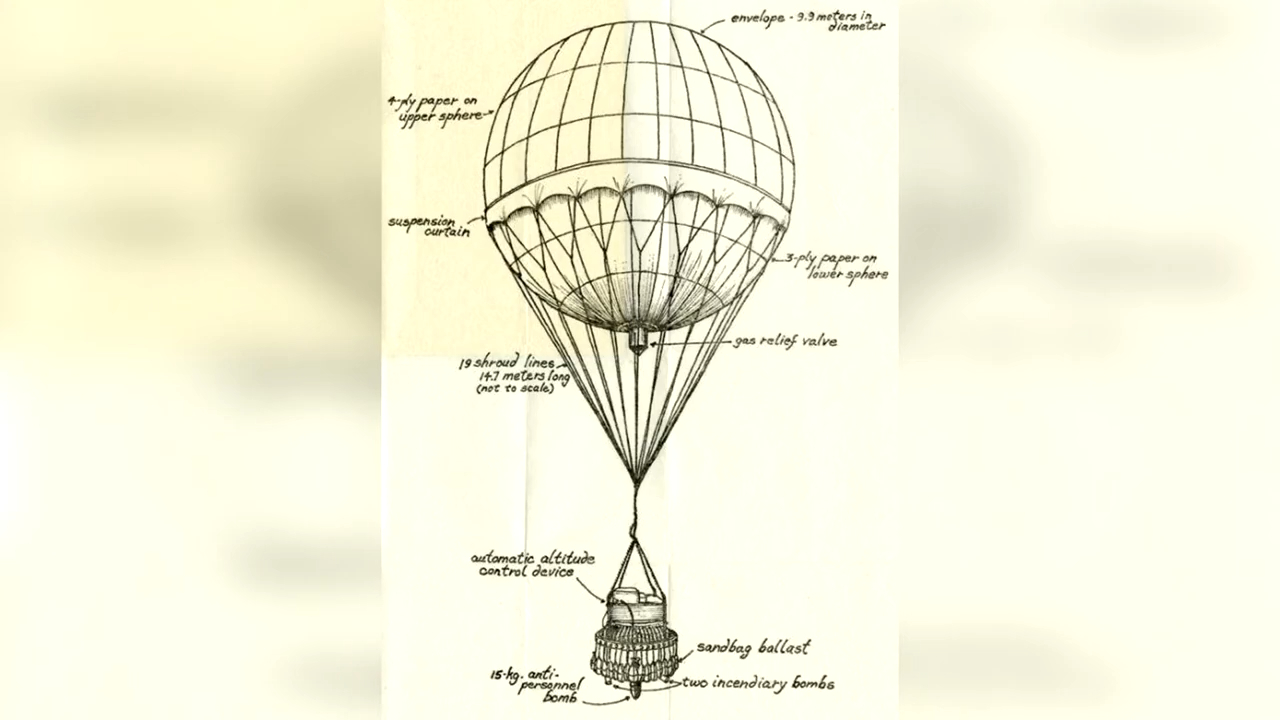 envelope - 9.9 meters in
diameter
4-ply paper on
upper sphere
suspension
curtain
3-ply paper on
lower sphere
gas relief valve
19 shroud lines
14.7 meters long
(not to scale)
automatic altitude
control device
sandbag ballast
15-kg. anti-
personnel
bomb
two incendiary bombs